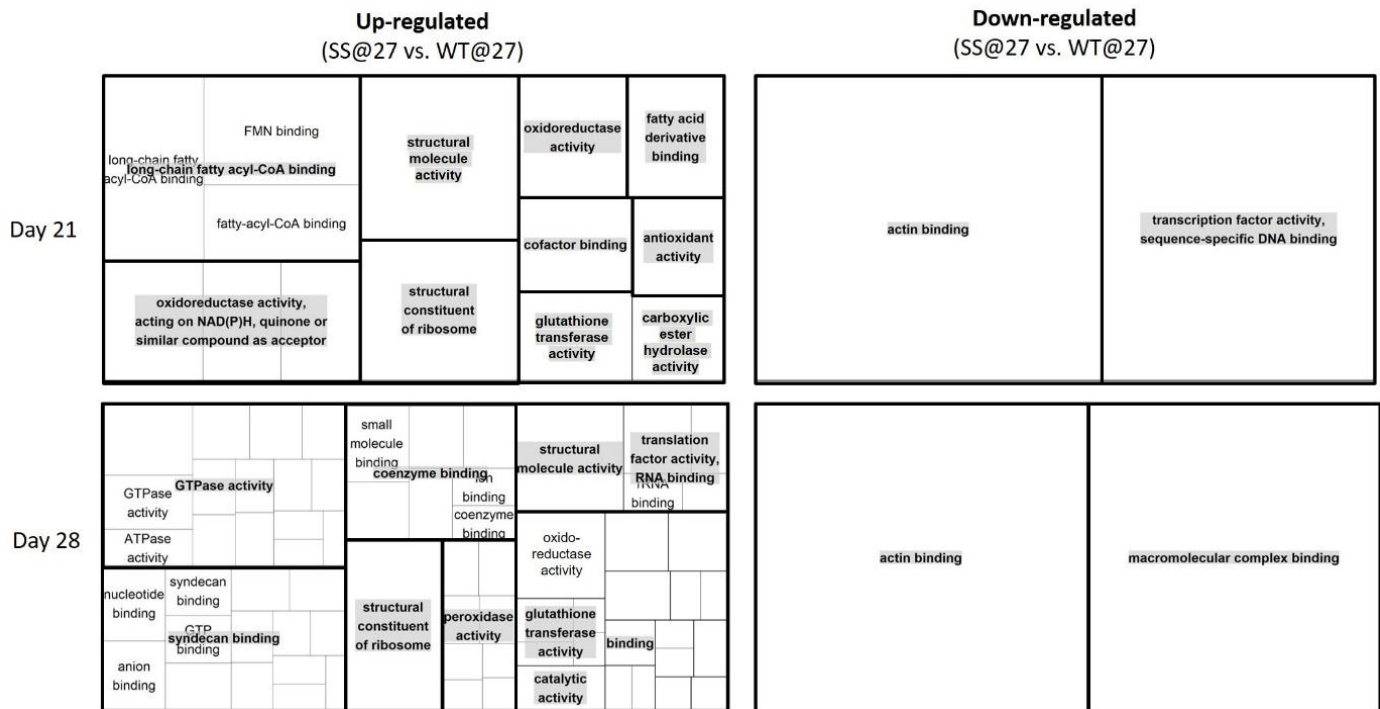 Up-regulated
(SS@27 vs. WT@27)
Down-regulated
(SS@27 vs. WT@27)
Day 21
FMN binding
long-chain fatty
acyl-CoA binding
long-chain fatty acyl-CoA binding
fatty-acyl-CoA binding
oxidoreductase activity,
acting on NAD(P)H, quinone or
similar compound as acceptor
structural
molecule
activity
structural
constituent
of ribosome
oxidoreductase
activity
fatty acid
derivative
binding
cofactor binding
antioxidant
activity
glutathione
transferase
activity
carboxylic
ester
hydrolase
activity
actin binding
transcription factor activity,
sequence-specific DNA binding
Day 28
GTPase activity
GTPase
activity
ATPase
activity
nucleotide
binding
syndecan
binding
GTP
binding
syndecan binding
anion
binding
small
molecule
binding
coenzyme binding
ion
binding
coenzyme
binding
structural
constituent
of ribosome
peroxidase
activity
structural
molecule activity
translation
factor activity,
RNA binding
rRNA
binding
oxido-
reductase
activity
glutathione
transferase
activity
binding
catalytic
activity
actin binding
macromolecular complex binding